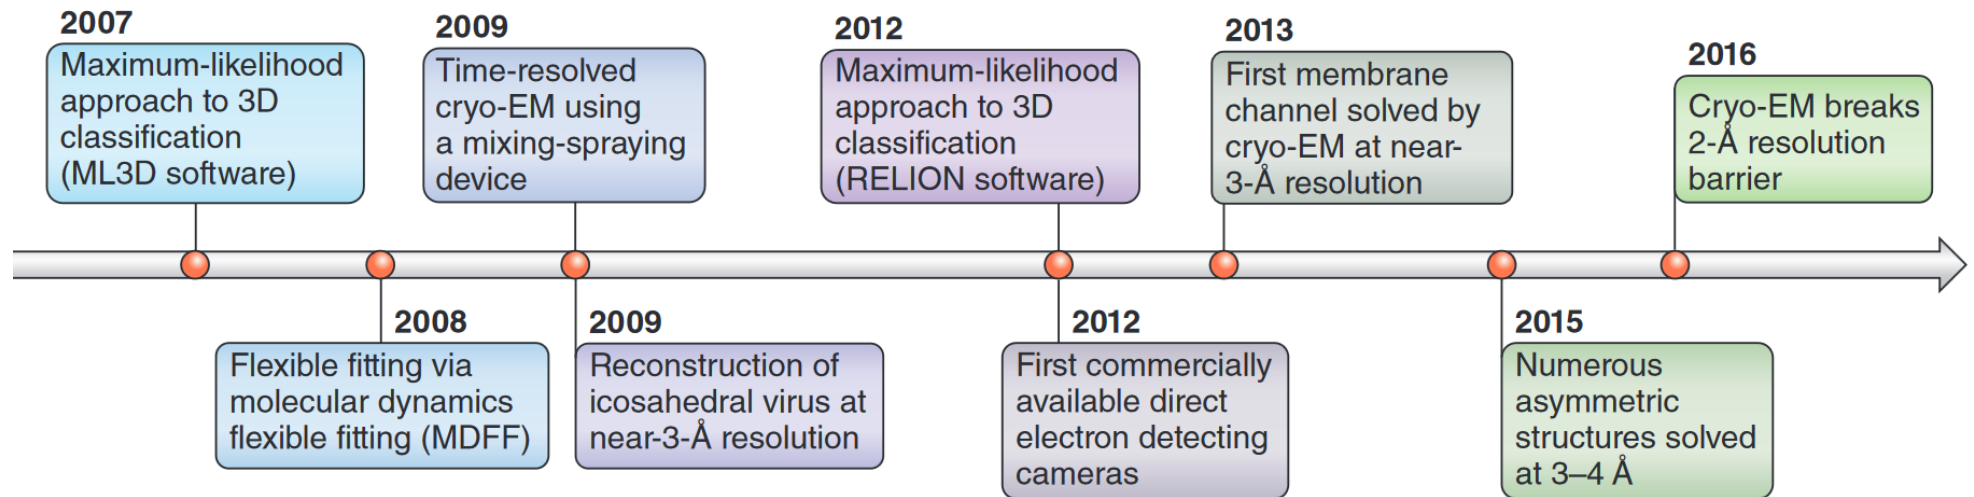 2007
Maximum-likelihood
approach to 3D
classification
(ML3D software)
2008
Flexible fitting via
molecular dynamics
flexible fitting (MDFF)
2009
Time-resolved
cryo-EM using
a mixing-spraying
device
2009
Reconstruction of
icosahedral virus at
near-3-Å resolution
2012
Maximum-likelihood
approach to 3D
classification
(RELION software)
2012
First commercially
available direct
electron detecting
cameras
2013
First membrane
channel solved by
cryo-EM at near-
3-Å resolution
2015
Numerous
asymmetric
structures solved
at 3–4 Å
2016
Cryo-EM breaks
2-Å resolution
barrier